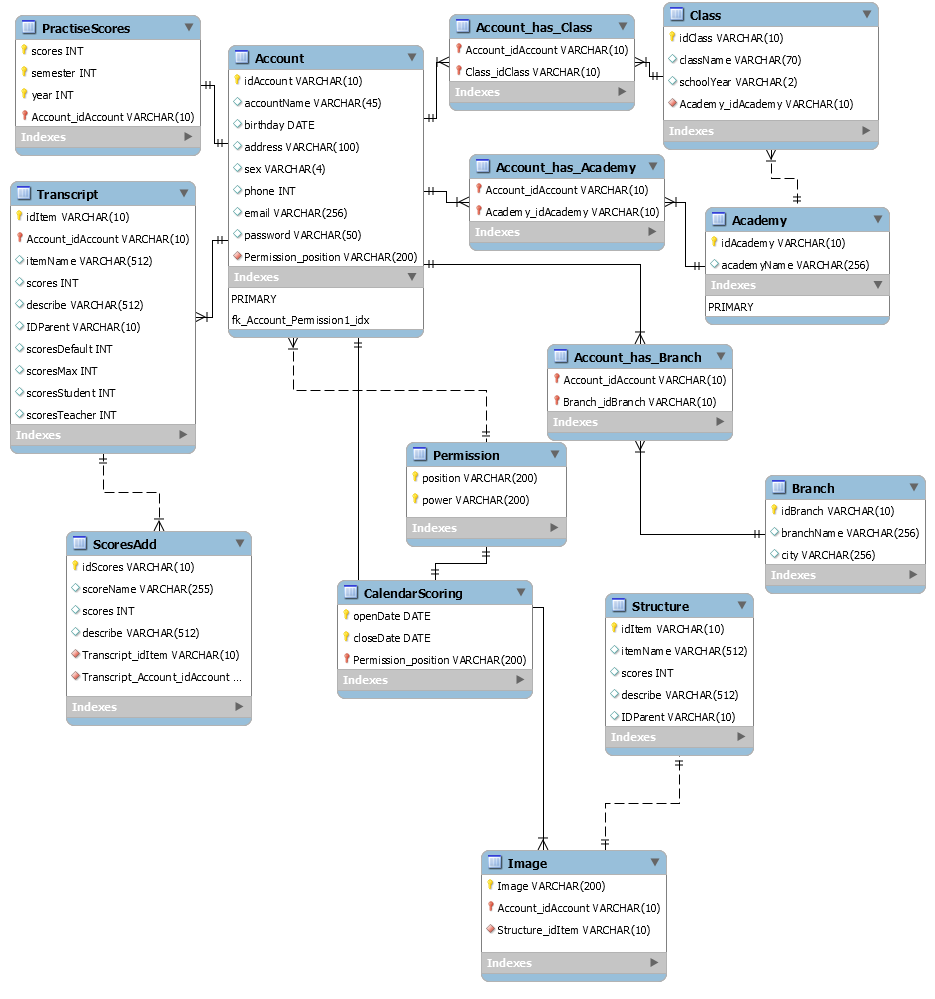 PractiseScores
scores INT
semester INT
year INT
Account_idAccount VARCHAR(10)
Indexes
Account
idAccount VARCHAR(10)
accountName VARCHAR(45)
birthday DATE
address VARCHAR(100)
sex VARCHAR(4)
phone INT
email VARCHAR(256)
password VARCHAR(50)
Permission_position VARCHAR(200)
Indexes
PRIMARY
fk_Account_Permission1_idx
Account_has_Class
Account_idAccount VARCHAR(10)
Class_idClass VARCHAR(10)
Indexes
Class
idClass VARCHAR(10)
className VARCHAR(70)
schoolYear VARCHAR(2)
Academy_idAcademy VARCHAR(10)
Indexes
Transcript
idItem VARCHAR(10)
Account_idAccount VARCHAR(10)
itemName VARCHAR(512)
scores INT
describe VARCHAR(512)
IDParent VARCHAR(10)
scoresDefault INT
scoresMax INT
scoresStudent INT
scoresTeacher INT
Indexes
Account_has_Academy
Account_idAccount VARCHAR(10)
Academy_idAcademy VARCHAR(10)
Indexes
Academy
idAcademy VARCHAR(10)
academyName VARCHAR(256)
Indexes
PRIMARY
Account_has_Branch
Account_idAccount VARCHAR(10)
Branch_idBranch VARCHAR(10)
Indexes
Permission
position VARCHAR(200)
power VARCHAR(200)
Indexes
Branch
idBranch VARCHAR(10)
branchName VARCHAR(256)
city VARCHAR(256)
Indexes
ScoresAdd
idScores VARCHAR(10)
scoreName VARCHAR(255)
scores INT
describe VARCHAR(512)
Transcript_idItem VARCHAR(10)
Transcript_Account_idAccount ...
Indexes
CalendarScoring
openDate DATE
closeDate DATE
Permission_position VARCHAR(200)
Indexes
Structure
idItem VARCHAR(10)
itemName VARCHAR(512)
scores INT
describe VARCHAR(512)
IDParent VARCHAR(10)
Indexes
Image
Image VARCHAR(200)
Account_idAccount VARCHAR(10)
Structure_idItem VARCHAR(10)
Indexes